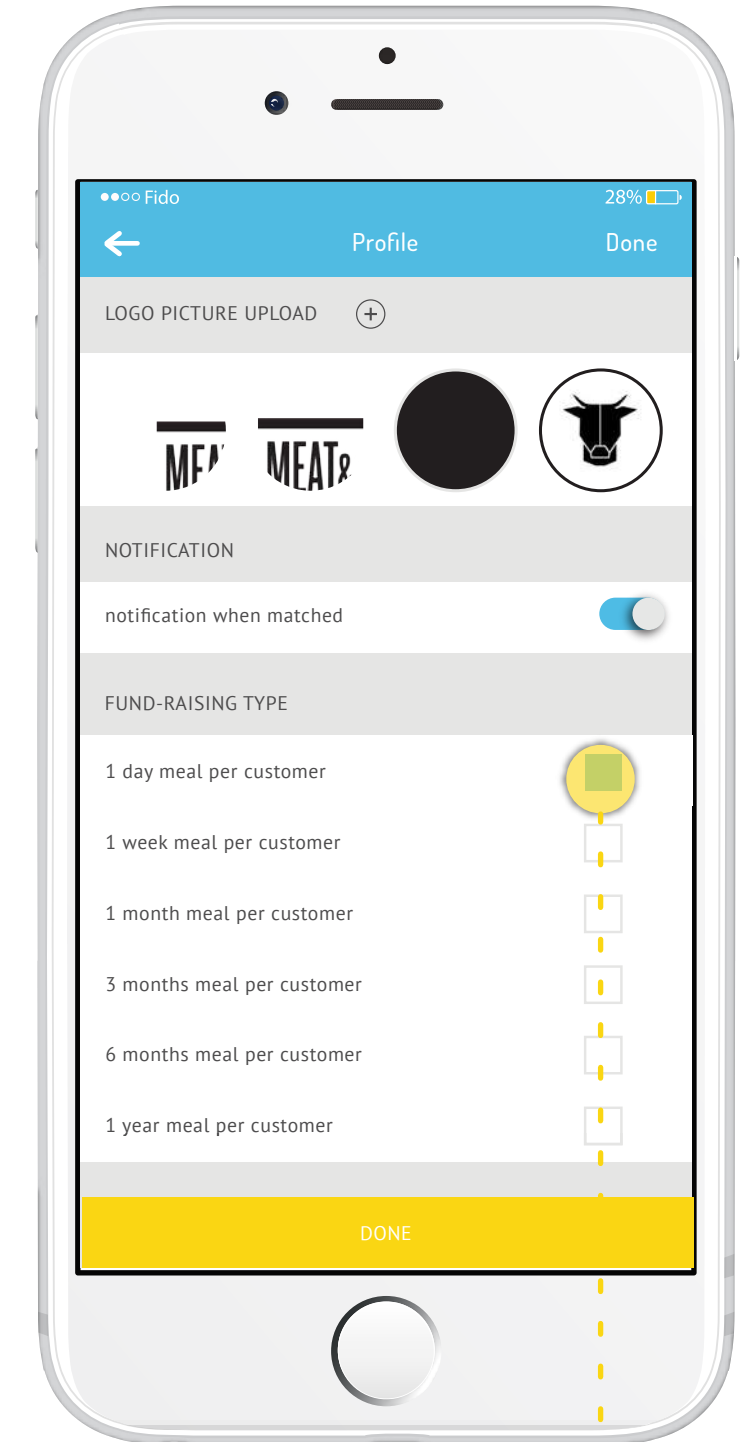 Fido 28%
Profile Done
LOGO PICTURE UPLOAD
MEAT&
NOTIFICATION
notification when matched
FUND-RAISING TYPE
1 day meal per customer
1 week meal per customer
1 month meal per customer
3 months meal per customer
6 months meal per customer
1 year meal per customer
DONE